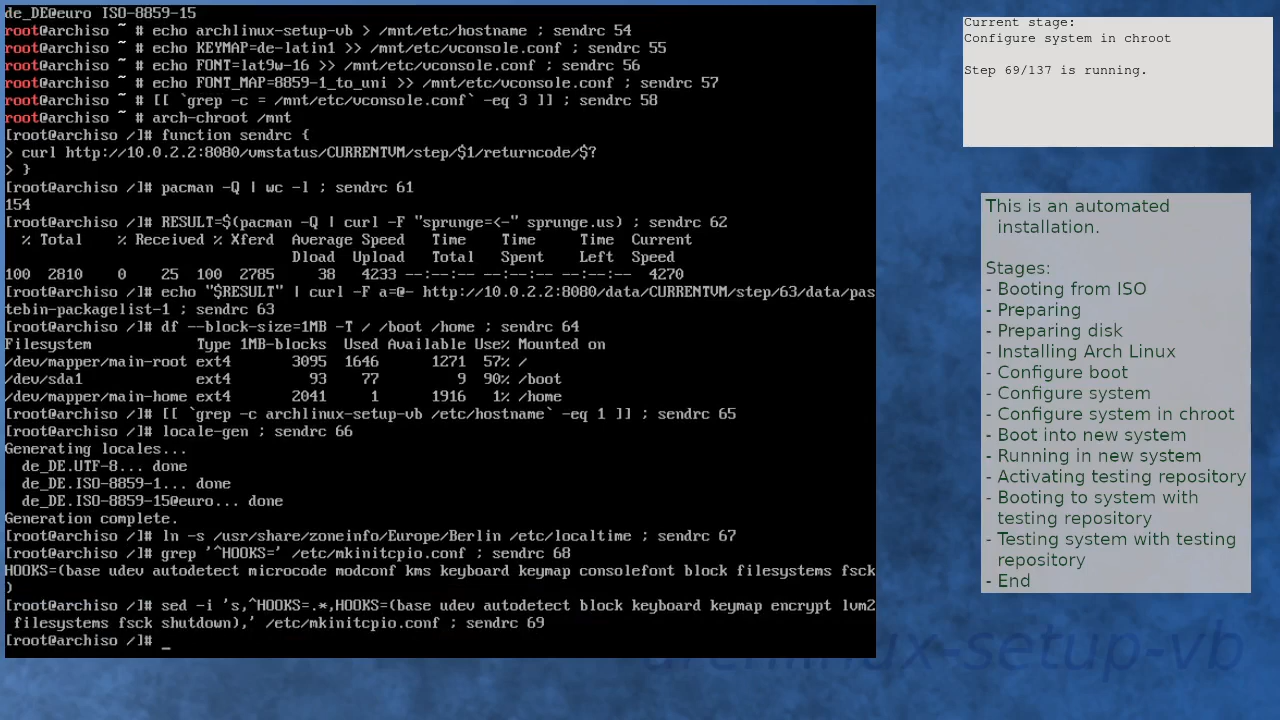 de_DE@euro ISO-8859-15
root@archiso ~ # echo archlinux-setup-vb > /mnt/etc/hostname ; sendrc 54
root@archiso ~ # echo KEYMAP=de-latin1 >> /mnt/etc/vconsole.conf ; sendrc 55
root@archiso ~ # echo FONT=lat9w-16 >> /mnt/etc/vconsole.conf ; sendrc 56
root@archiso ~ # echo FONT_MAP=8859-1_to_uni >> /mnt/etc/vconsole.conf ; sendrc 57
root@archiso ~ # [[ `grep -c = /mnt/etc/vconsole.conf` -eq 3 ]] ; sendrc 58
root@archiso ~ # arch-chroot /mnt
[root@archiso /]# function sendrc {
> curl http://10.0.2.2:8080/vmstatus/CURRENTVM/step/$1/returncode/$?
> }
[root@archiso /]# pacman -Q | wc -l ; sendrc 61
154
[root@archiso /]# RESULT=$(pacman -Q | curl -F "sprunge=<-" sprunge.us) ; sendrc 62
  % Total    % Received % Xferd  Average Speed   Time    Time     Time  Current
                                 Dload  Upload   Total   Spent    Left  Speed
100  2810    0    25  100  2785     38   4233 --:--:-- --:--:-- --:--:--  4270
[root@archiso /]# echo "$RESULT" | curl -F a=@- http://10.0.2.2:8080/data/CURRENTVM/step/63/data/pas
tebin-packagelist-1 ; sendrc 63
[root@archiso /]# df --block-size=1MB -T / /boot /home ; sendrc 64
Filesystem            Type 1MB-blocks  Used Available Use% Mounted on
/dev/mapper/main-root ext4       3095  1646      1271  57% /
/dev/sda1             ext4         93    77         9  90% /boot
/dev/mapper/main-home ext4       2041     1      1916   1% /home
[root@archiso /]# [[ `grep -c archlinux-setup-vb /etc/hostname` -eq 1 ]] ; sendrc 65
[root@archiso /]# locale-gen ; sendrc 66
Generating locales...
  de_DE.UTF-8... done
  de_DE.ISO-8859-1... done
  de_DE.ISO-8859-15@euro... done
Generation complete.
[root@archiso /]# ln -s /usr/share/zoneinfo/Europe/Berlin /etc/localtime ; sendrc 67
[root@archiso /]# grep '^HOOKS=' /etc/mkinitcpio.conf ; sendrc 68
HOOKS=(base udev autodetect microcode modconf kms keyboard keymap consolefont block filesystems fsck
)
[root@archiso /]# sed -i 's,^HOOKS=.*,HOOKS=(base udev autodetect block keyboard keymap encrypt lvm2
 filesystems fsck shutdown),' /etc/mkinitcpio.conf ; sendrc 69
[root@archiso /]# _
Current stage:
Configure system in chroot
Step 69/137 is running.
This is an automated
installation.
Stages:
- Booting from ISO
- Preparing
- Preparing disk
- Installing Arch Linux
- Configure boot
- Configure system
- Configure system in chroot
- Boot into new system
- Running in new system
- Activating testing repository
- Booting to system with
testing repository
- Testing system with testing
repository
- End
archlinux-setup-vb